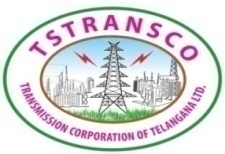 TSTRANSCO
TRANSMISSION CORPORATION OF TELANGANA LTD.